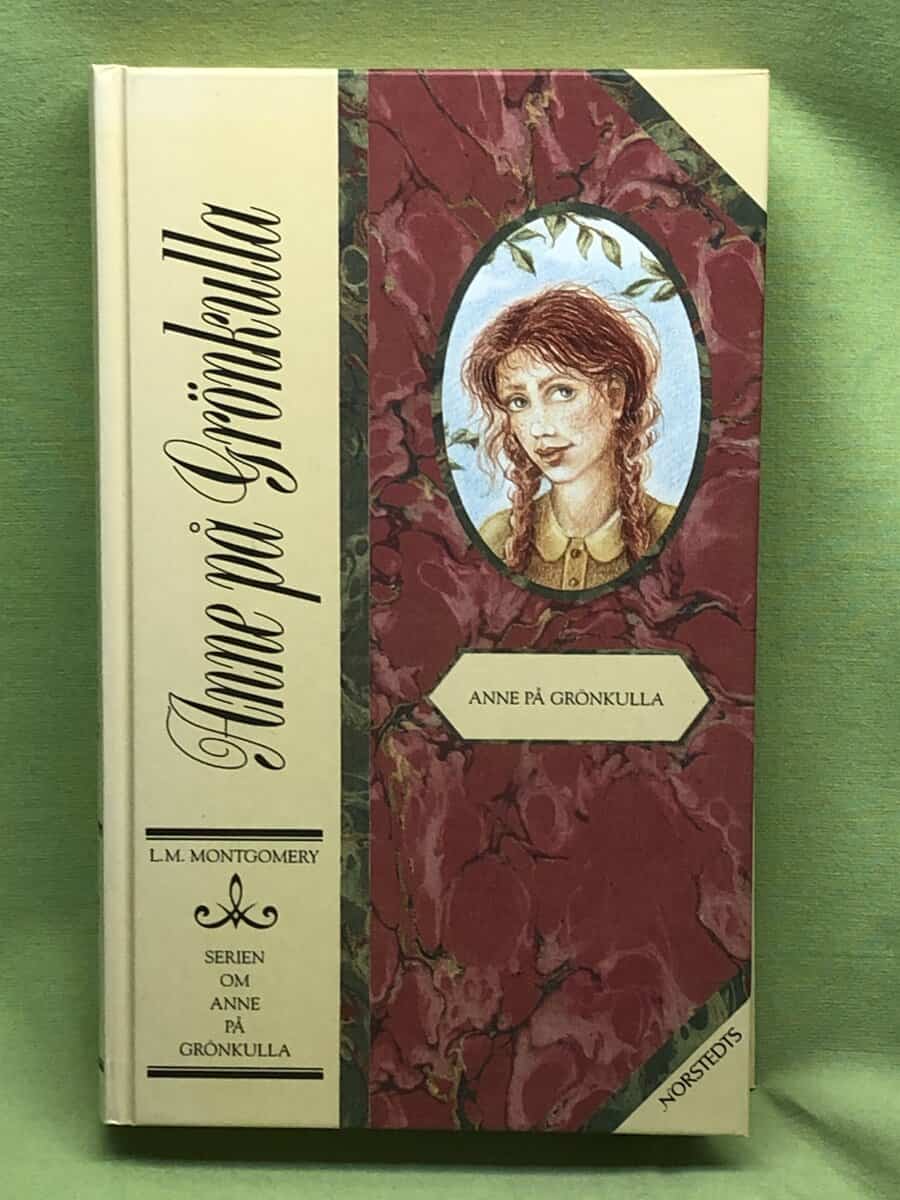 Anne på Grönkulla
L.M. MONTGOMERY
SERIEN
OM
ANNE
PÅ
GRÖNKULLA
ANNE PÅ GRÖNKULLA
NORSTEDTS